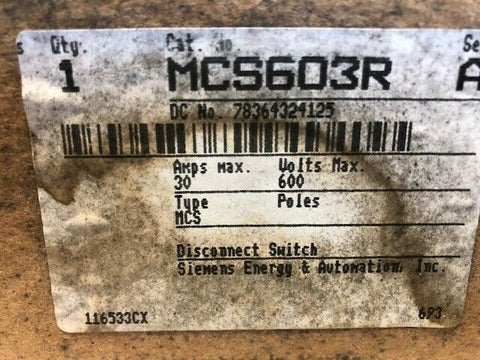 s Qty. Cat. No Se
1 MCS603R A
DC No. 78364324125
Amps max. Volts Max.
30 600
Type Poles
MCS
Disconnect Switch
Siemens Energy & Automation, Inc.
116533CX 693